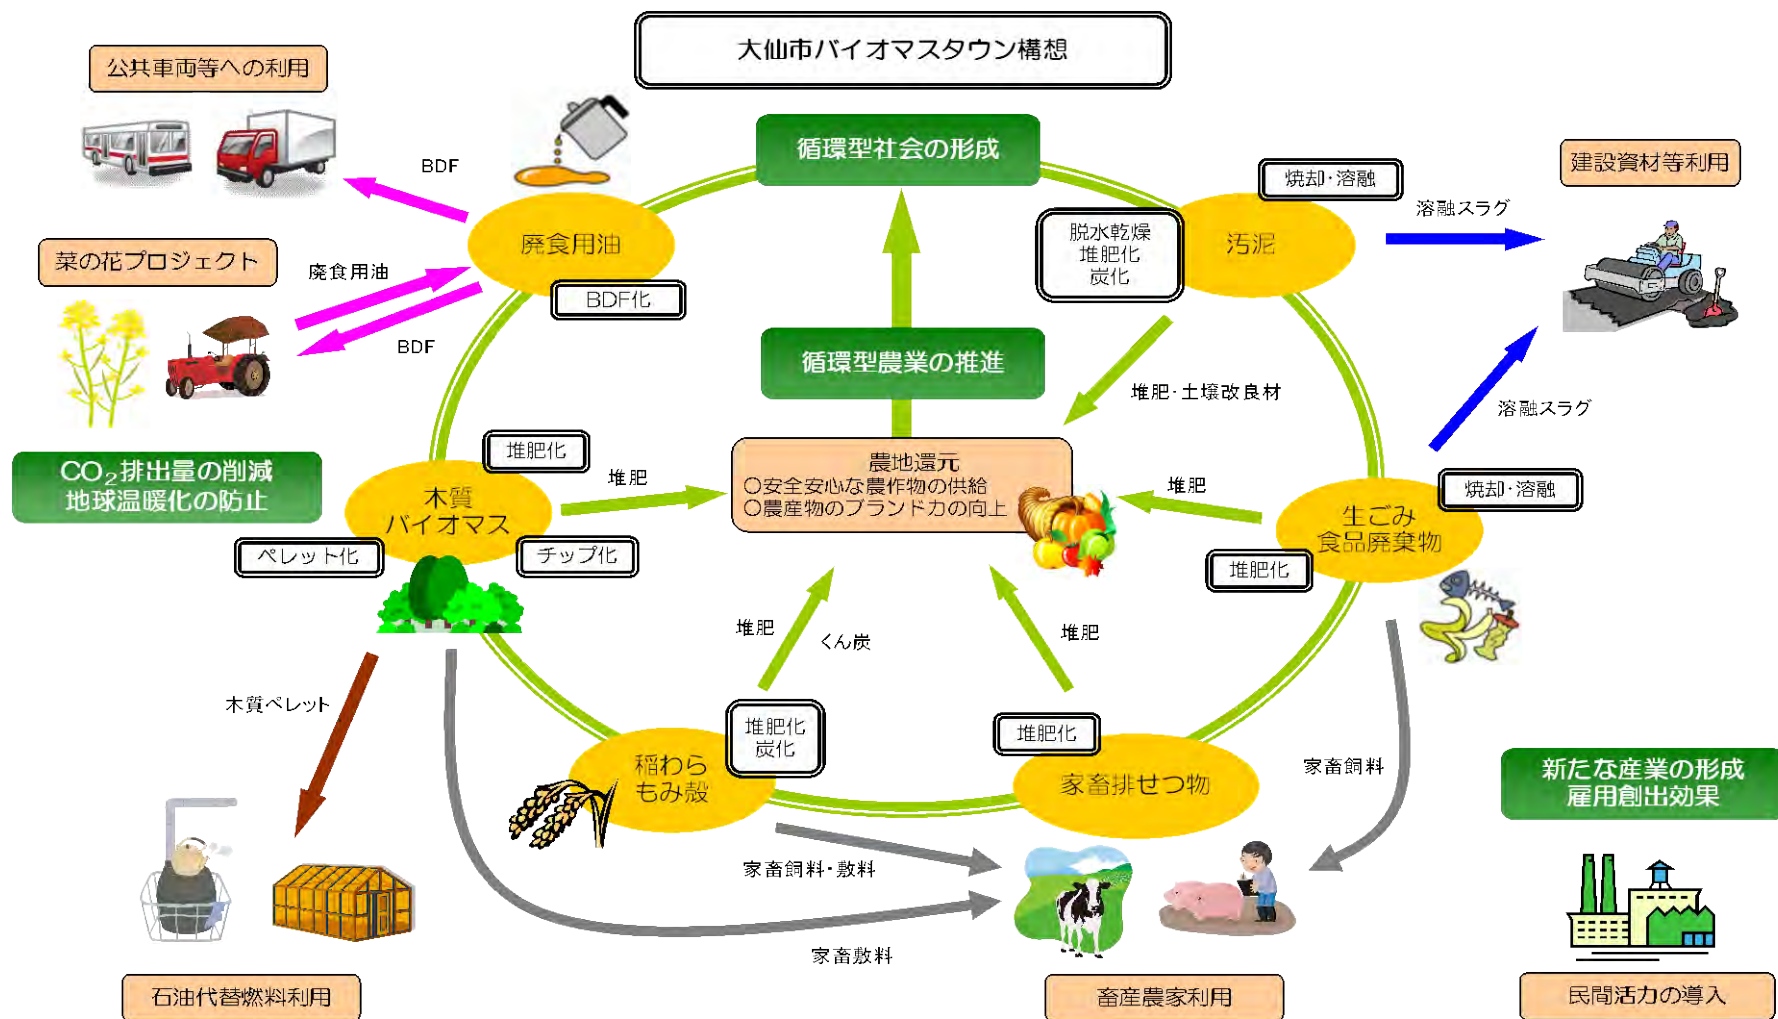 大仙市バイオマスタウン構想
公共車両等への利用
循環型社会の形成
BDF
焼却・溶融
建設資材等利用
溶融スラグ
廃食用油
脱水乾燥
堆肥化
炭化
汚泥
菜の花プロジェクト
廃食用油
BDF化
BDF
循環型農業の推進
堆肥・土壌改良材
溶融スラグ
堆肥化
CO₂排出量の削減
地球温暖化の防止
堆肥
農地還元
○安全安心な農作物の供給
○農産物のブランド力の向上
堆肥
焼却・溶融
木質
バイオマス
生ごみ
食品廃棄物
ペレット化
チップ化
堆肥化
堆肥
くん炭
堆肥
木質ペレット
堆肥化
炭化
堆肥化
稲わら
もみ殻
家畜排せつ物
家畜飼料
新たな産業の形成
雇用創出効果
家畜飼料・敷料
家畜敷料
石油代替燃料利用
畜産農家利用
民間活力の導入